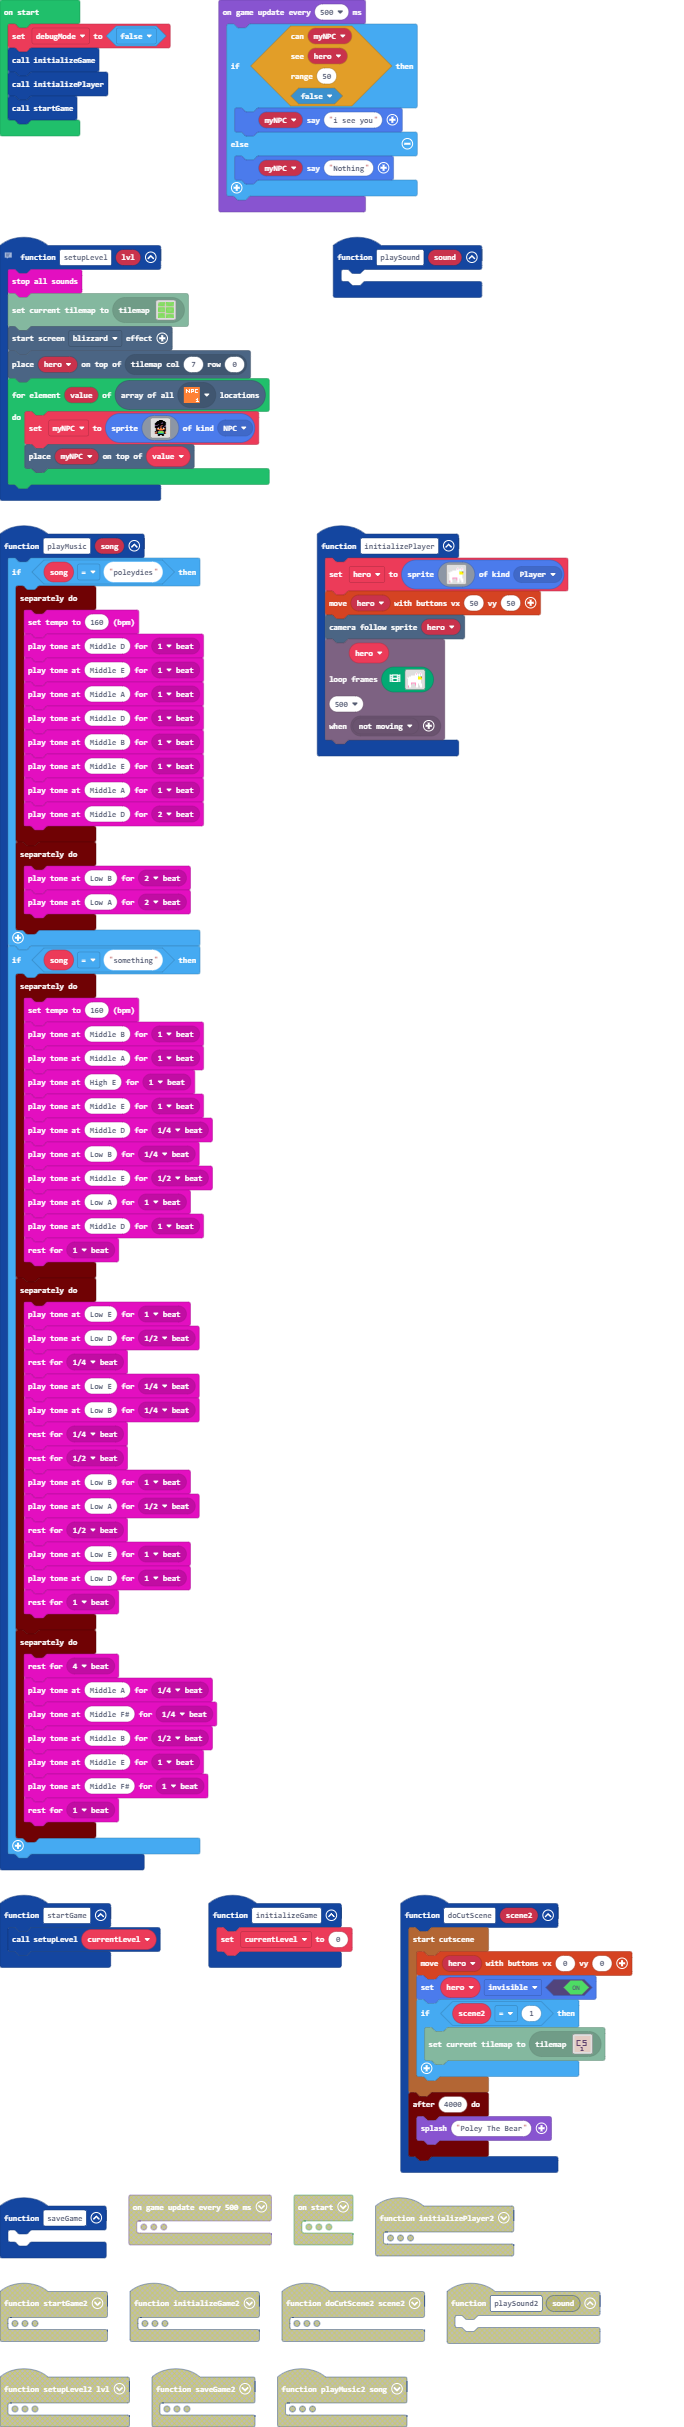 on start
set debugMode to false
call initializeGame
call initializePlayer
call startGame
on game update every 500 ms
if can myNPC see hero range 50 false then
myNPC say "i see you"
else
myNPC say "Nothing"
function setupLevel lvl
stop all sounds
set current tilemap to tilemap
start screen blizzard effect
place hero on top of tilemap col 7 row 0
for element value of array of all NPC 1 locations
do
set myNPC to sprite of kind NPC
place myNPC on top of value
function playSound sound
function playMusic song
if song = "poleydies" then
separately do
set tempo to 160 (bpm)
play tone at Middle D for 1 beat
play tone at Middle E for 1 beat
play tone at Middle A for 1 beat
play tone at Middle D for 1 beat
play tone at Middle B for 1 beat
play tone at Middle E for 1 beat
play tone at Middle A for 1 beat
play tone at Middle D for 2 beat
separately do
play tone at Low B for 2 beat
play tone at Low A for 2 beat
if song = "something" then
separately do
set tempo to 160 (bpm)
play tone at Middle B for 1 beat
play tone at Middle A for 1 beat
play tone at High E for 1 beat
play tone at Middle E for 1 beat
play tone at Middle D for 1/4 beat
play tone at Low B for 1/4 beat
play tone at Middle E for 1/2 beat
play tone at Low A for 1 beat
play tone at Middle D for 1 beat
rest for 1 beat
separately do
play tone at Low E for 1 beat
play tone at Low D for 1/2 beat
rest for 1/4 beat
play tone at Low E for 1/4 beat
play tone at Low B for 1/4 beat
rest for 1/4 beat
rest for 1/2 beat
play tone at Low B for 1 beat
play tone at Low A for 1/2 beat
rest for 1/2 beat
play tone at Low E for 1 beat
play tone at Low D for 1 beat
rest for 1 beat
separately do
rest for 4 beat
play tone at Middle A for 1/4 beat
play tone at Middle F# for 1/4 beat
play tone at Middle B for 1/2 beat
play tone at Middle E for 1 beat
play tone at Middle F# for 1 beat
rest for 1 beat
function initializePlayer
set hero to sprite of kind Player
move hero with buttons vx 50 vy 50
camera follow sprite hero
hero
loop frames
500
when not moving
function startGame
call setupLevel currentLevel
function initializeGame
set currentLevel to 0
function doCutScene scene2
start cutscene
move hero with buttons vx 0 vy 0
set hero invisible ON
if scene2 = 1 then
set current tilemap to tilemap CS 1
after 4000 do
splash "Poley The Bear"
function saveGame
on game update every 500 ms
on start
function initializePlayer2
function startGame2
function initializeGame2
function doCutScene2 scene2
function playSound2 sound
function setupLevel2 lvl
function saveGame2
function playMusic2 song